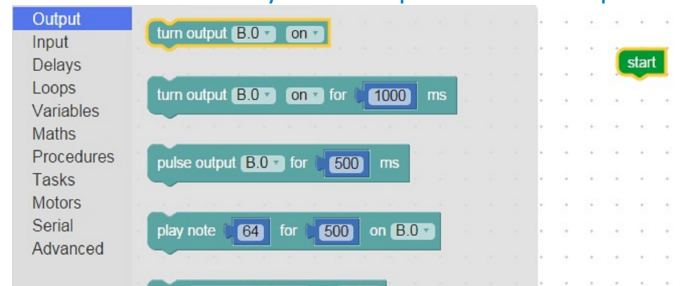 Output
Input
Delays
Loops
Variables
Maths
Procedures
Tasks
Motors
Serial
Advanced
turn output B.0 on
turn output B.0 on for 1000 ms
pulse output B.0 for 500 ms
play note 64 for 500 on B.0
start